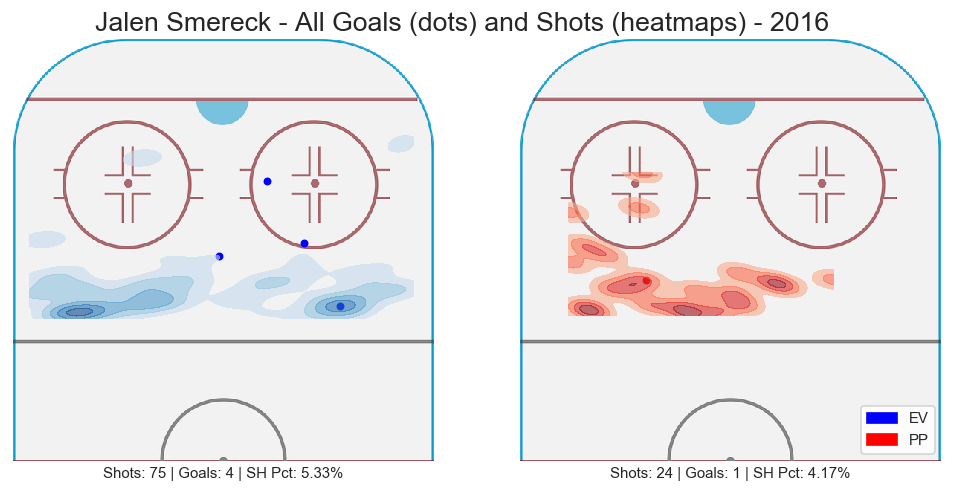 Jalen Smereck - All Goals (dots) and Shots (heatmaps) - 2016
EV
PP
Shots: 75 | Goals: 4 | SH Pct: 5.33%
Shots: 24 | Goals: 1 | SH Pct: 4.17%